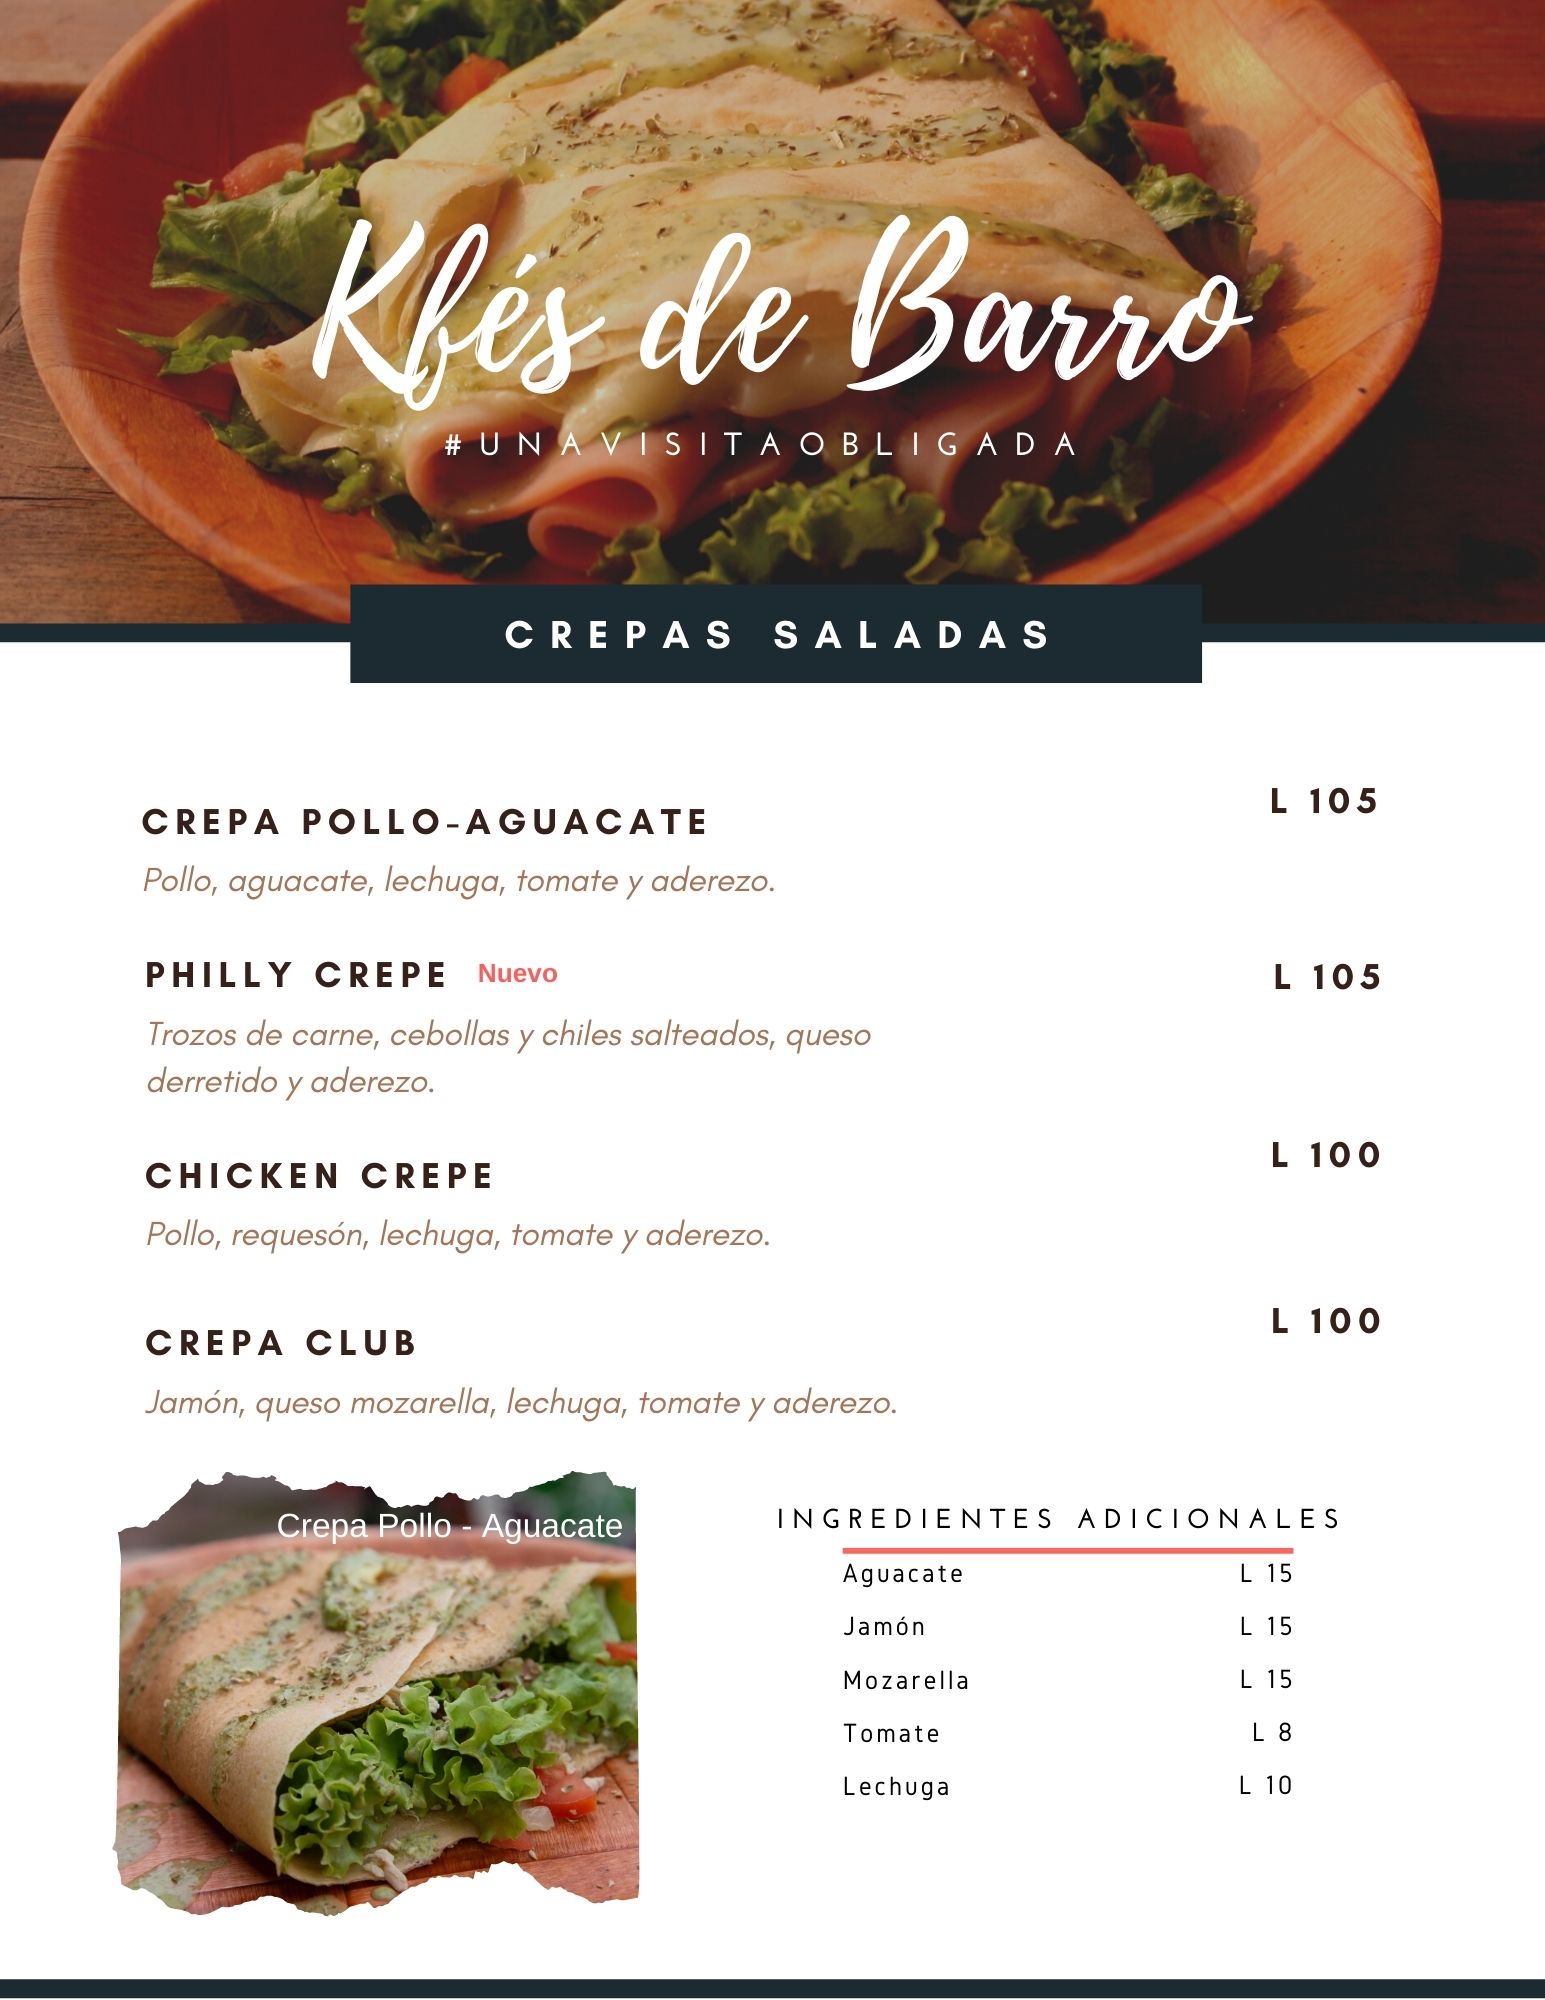 Kfés de Barro
#UNAVISITAOBLIGADA
CREPAS SALADAS
CREPA POLLO-AGUACATE L 105
Pollo, aguacate, lechuga, tomate y aderezo.
PHILLY CREPE Nuevo L 105
Trozos de carne, cebollas y chiles salteados, queso
derretido y aderezo.
CHICKEN CREPE L 100
Pollo, requesón, lechuga, tomate y aderezo.
CREPA CLUB L 100
Jamón, queso mozarella, lechuga, tomate y aderezo.
Crepa Pollo - Aguacate
INGREDIENTES ADICIONALES
Aguacate L 15
Jamón L 15
Mozarella L 15
Tomate L 8
Lechuga L 10